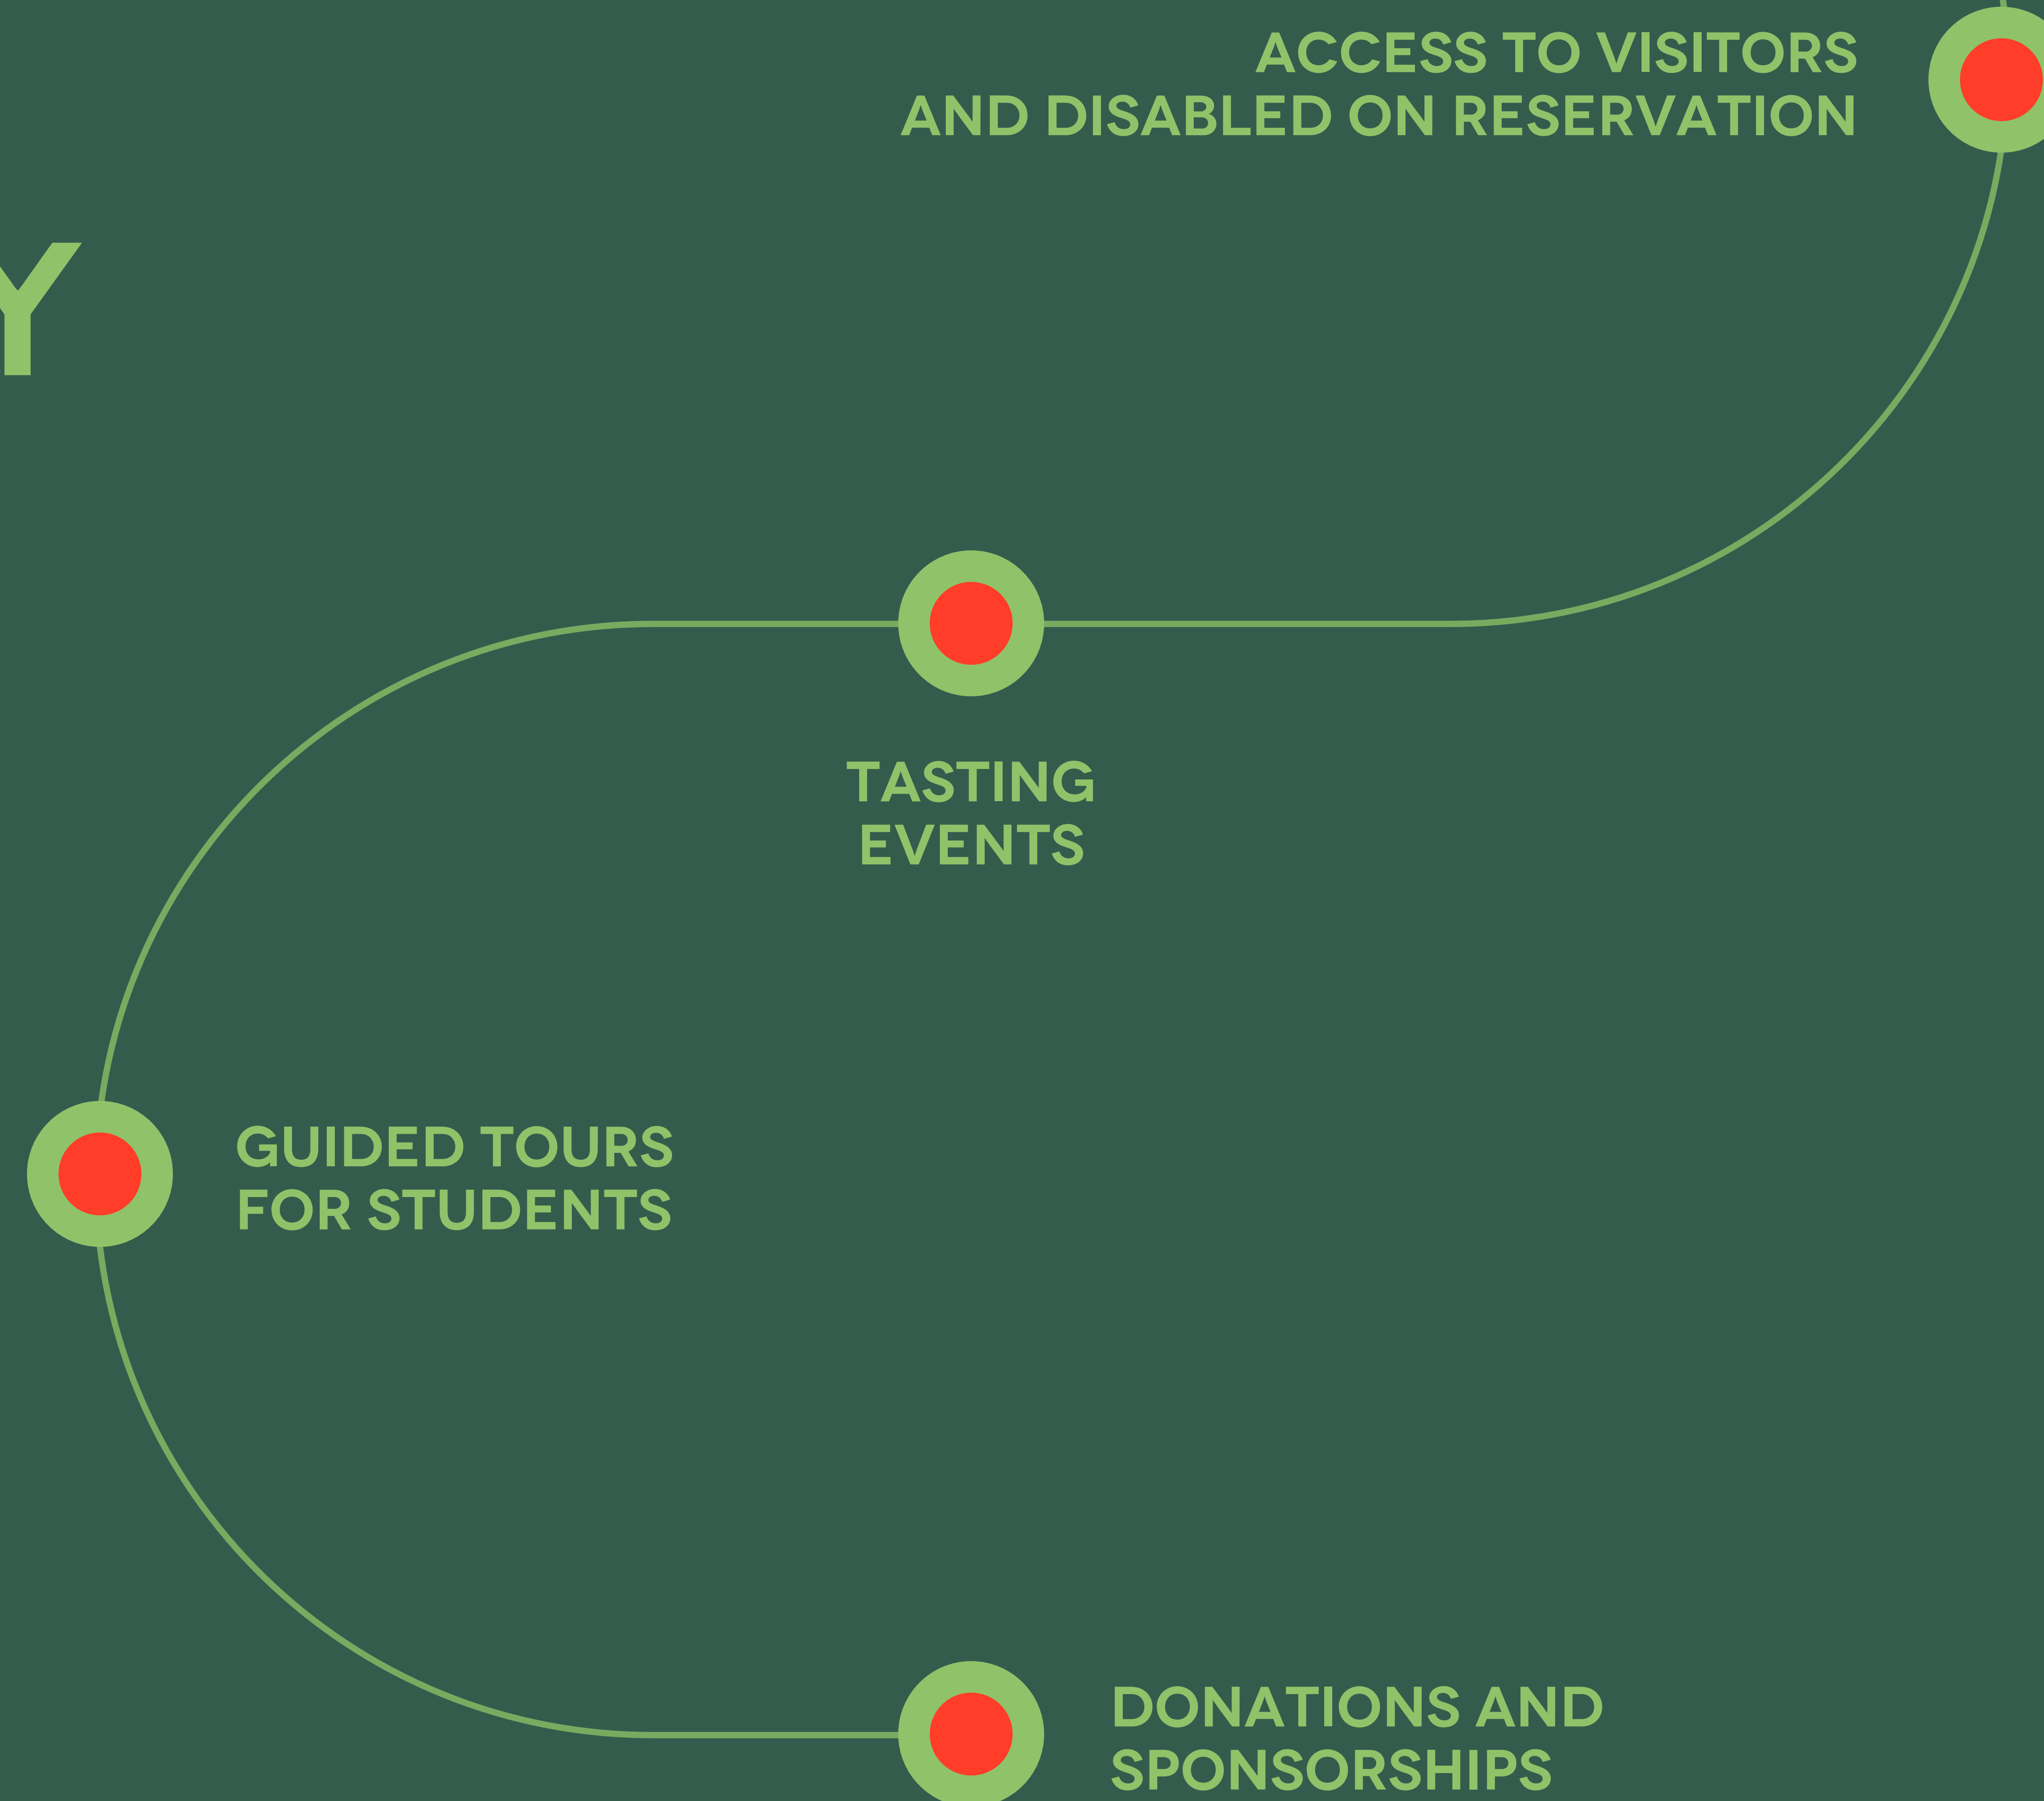 ACCESS TO VISITORS
AND DISABLED ON RESERVATION
Y
TASTING
EVENTS
GUIDED TOURS
FOR STUDENTS
DONATIONS AND
SPONSORSHIPS